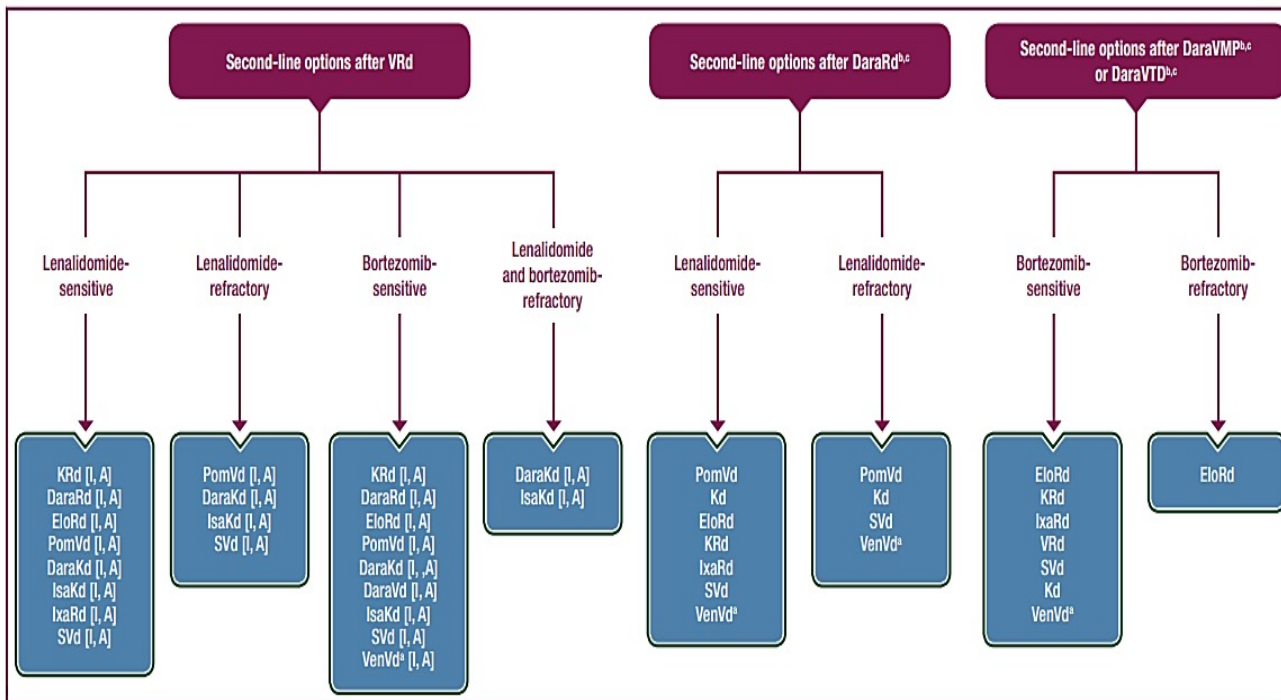 Second-line options after VRd
Second-line options after DaraRdᵇ,ᶜ
Second-line options after DaraVMPᵇ,ᶜ
or DaraVTDᵇ,ᶜ
Lenalidomide-
sensitive
Lenalidomide-
refractory
Bortezomib-
sensitive
Lenalidomide
and bortezomib-
refractory
Lenalidomide-
sensitive
Lenalidomide-
refractory
Bortezomib-
sensitive
Bortezomib-
refractory
KRd [I, A]
DaraRd [I, A]
EloRd [I, A]
PomVd [I, A]
DaraKd [I, A]
IsaKd [I, A]
IxaRd [I, A]
SVd [I, A]
PomVd [I, A]
DaraKd [I, A]
IsaKd [I, A]
SVd [I, A]
KRd [I, A]
DaraRd [I, A]
EloRd [I, A]
PomVd [I, A]
DaraKd [I, ,A]
DaraVd [I, A]
IsaKd [I, A]
SVd [I, A]
VenVdᵃ [I, A]
DaraKd [I, A]
IsaKd [I, A]
PomVd
Kd
EloRd
KRd
IxaRd
SVd
VenVdᵃ
PomVd
Kd
SVd
VenVdᵃ
EloRd
KRd
IxaRd
VRd
SVd
Kd
VenVdᵃ
EloRd